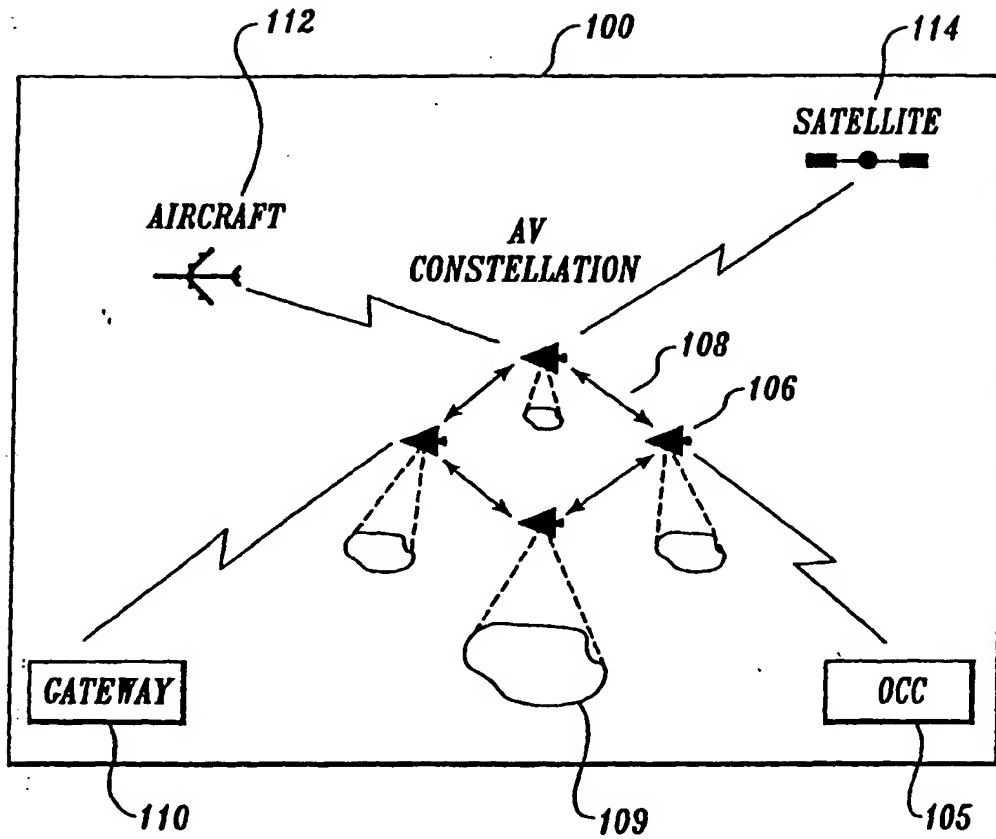 112
100
114
SATELLITE
AIRCRAFT
AV
CONSTELLATION
108
106
GATEWAY
OCC
110
109
105